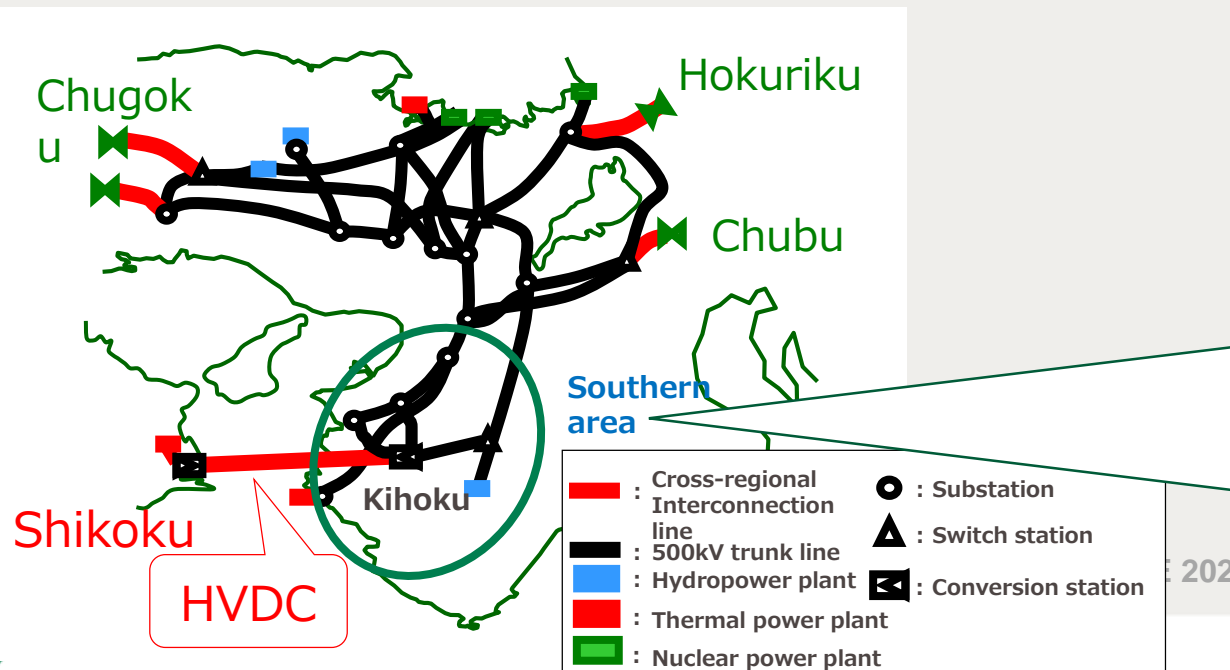 Hokuriku
Chugok
u
Chubu
Southern
area
Kihoku
Shikoku
HVDC
: Cross-regional
Interconnection
line
: 500kV trunk line
: Hydropower plant
: Thermal power plant
: Nuclear power plant
: Substation
: Switch station
: Conversion station
E 202